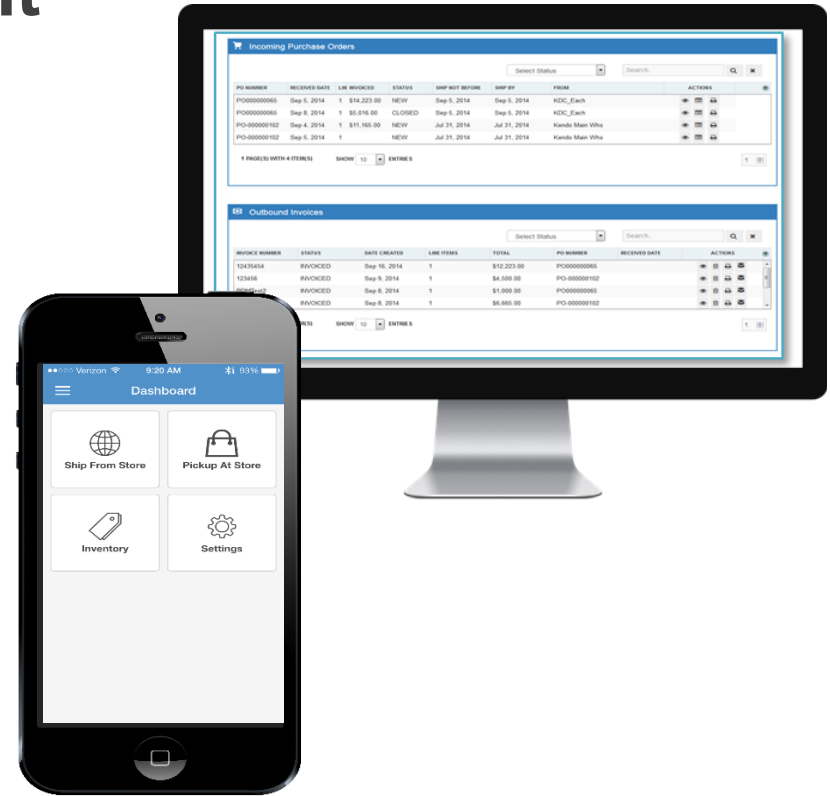 it
Incoming Purchase Orders
Select Status Search..
PO NUMBER RECEIVED DATE LIN INVOICED STATUS SHIP NOT BEFORE SHIP BY FROM ACTIONS
PO000000065 Sep 5, 2014 1 $14,223.00 NEW Sep 5, 2014 Sep 5, 2014 KDC_Each
PO000000065 Sep 8, 2014 1 $5,016.00 CLOSED Sep 5, 2014 Sep 5, 2014 KDC_Each
PO-000000102 Sep 4, 2014 1 $11,165.00 NEW Jul 31, 2014 Jul 31, 2014 Kendo Main Whs
PO-000000102 Sep 5, 2014 1 NEW Jul 31, 2014 Jul 31, 2014 Kendo Main Whs
1 PAGE(S) WITH 4 ITEM(S) SHOW 10 ENTRIES 1
Outbound Invoices
Select Status Search..
INVOICE NUMBER STATUS DATE CREATED LINE ITEMS TOTAL PO NUMBER RECEIVED DATE ACTIONS
12435454 INVOICED Sep 16, 2014 1 $12,223.00 PO000000065
123456 INVOICED Sep 9, 2014 1 $4,500.00 PO-000000102
INVOICED Sep 8, 2014 1 $1,000.00 PO000000065
INVOICED Sep 8, 2014 1 $6,665.00 PO-000000102
SHOW 10 ENTRIES 1
Verizon 9:20 AM 93%
Dashboard
Ship From Store Pickup At Store
Inventory Settings